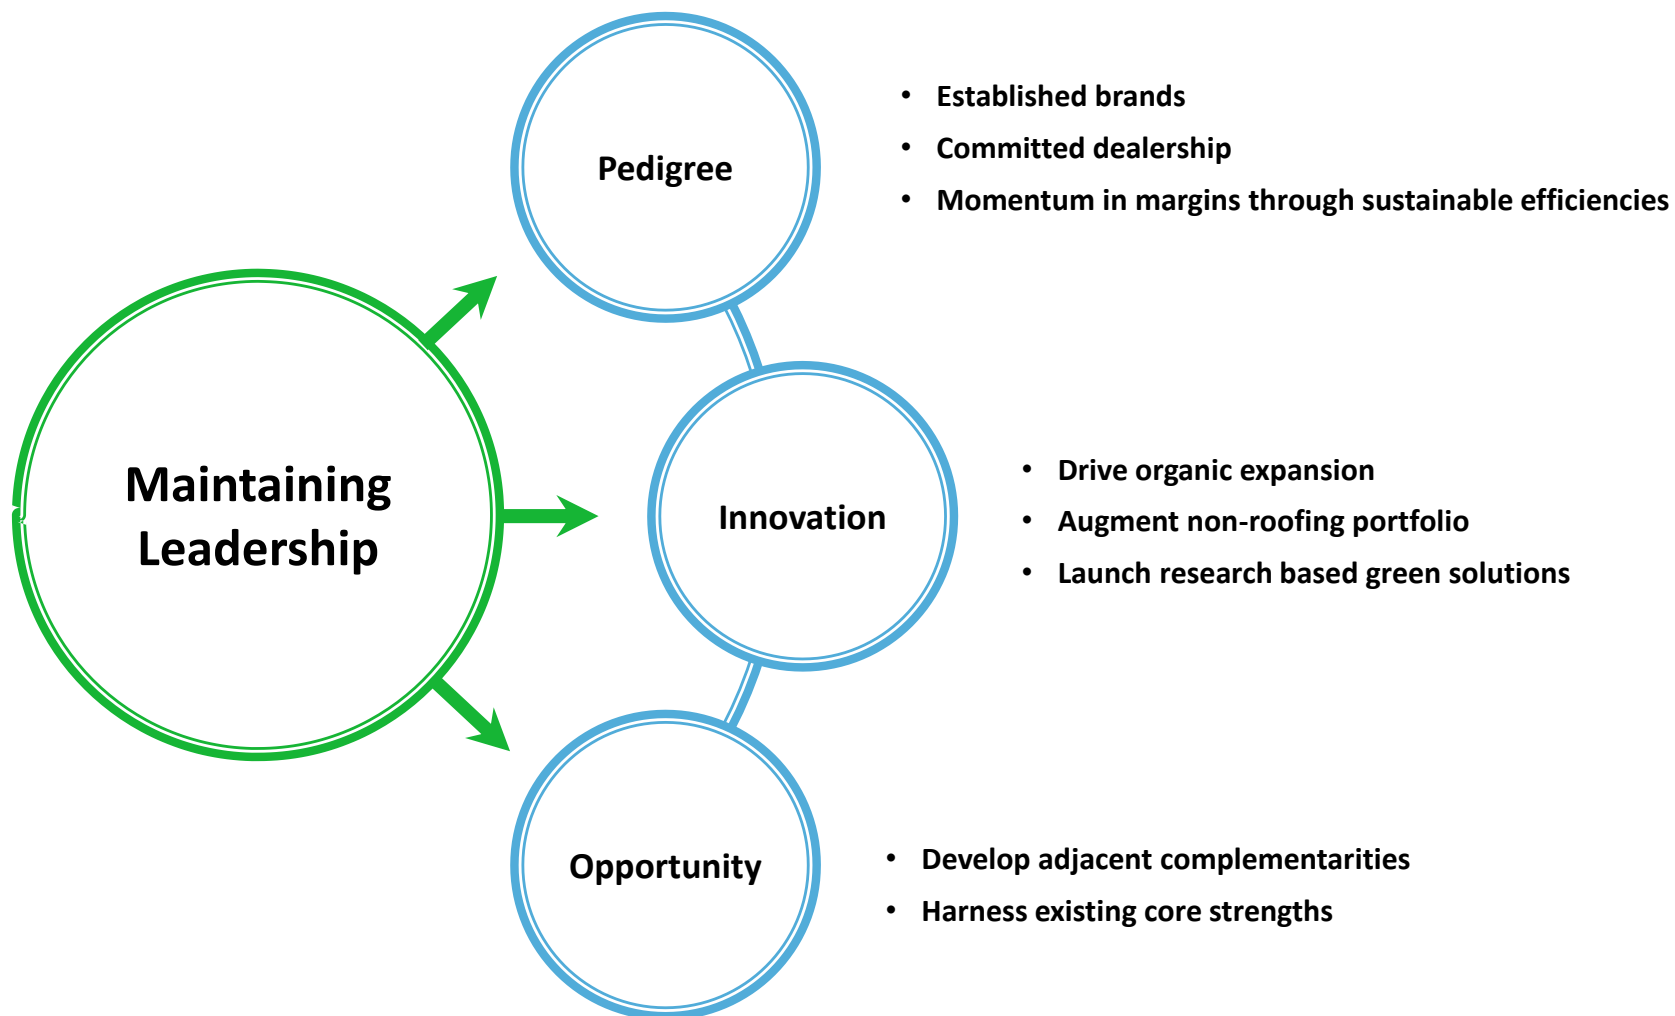 Pedigree
• Established brands
• Committed dealership
• Momentum in margins through sustainable efficiencies
Maintaining
Leadership
Innovation
• Drive organic expansion
• Augment non-roofing portfolio
• Launch research based green solutions
Opportunity
• Develop adjacent complementarities
• Harness existing core strengths